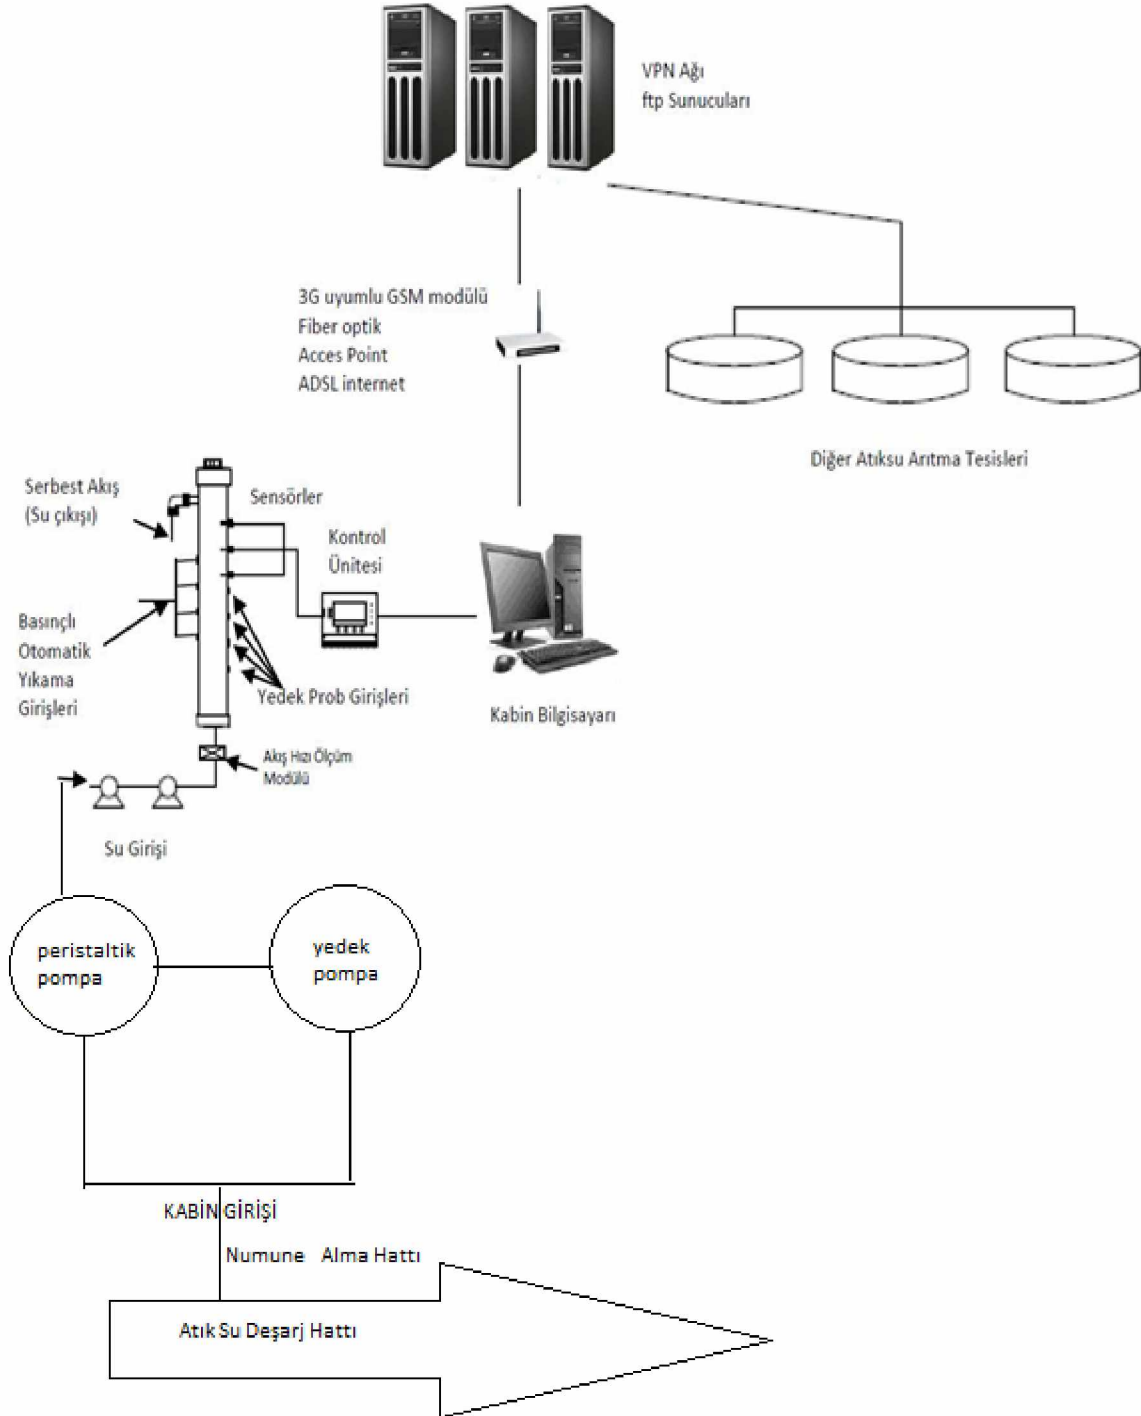 VPN Ağı
ftp Sunucuları
3G uyumlu GSM modülü
Fiber optik
Acces Point
ADSL internet
Diğer Atıksu Arıtma Tesisleri
Serbest Akış
(Su çıkışı)
Sensörler
Kontrol
Ünitesi
Basınçlı
Otomatik
Yıkama
Girişleri
Yedek Prob Girişleri
Kabin Bilgisayarı
Akış Hızı Ölçüm
Modülü
Su Girişi
peristaltik
pompa
yedek
pompa
KABİN GİRİŞİ
Numune Alma Hattı
Atık Su Deşarj Hattı